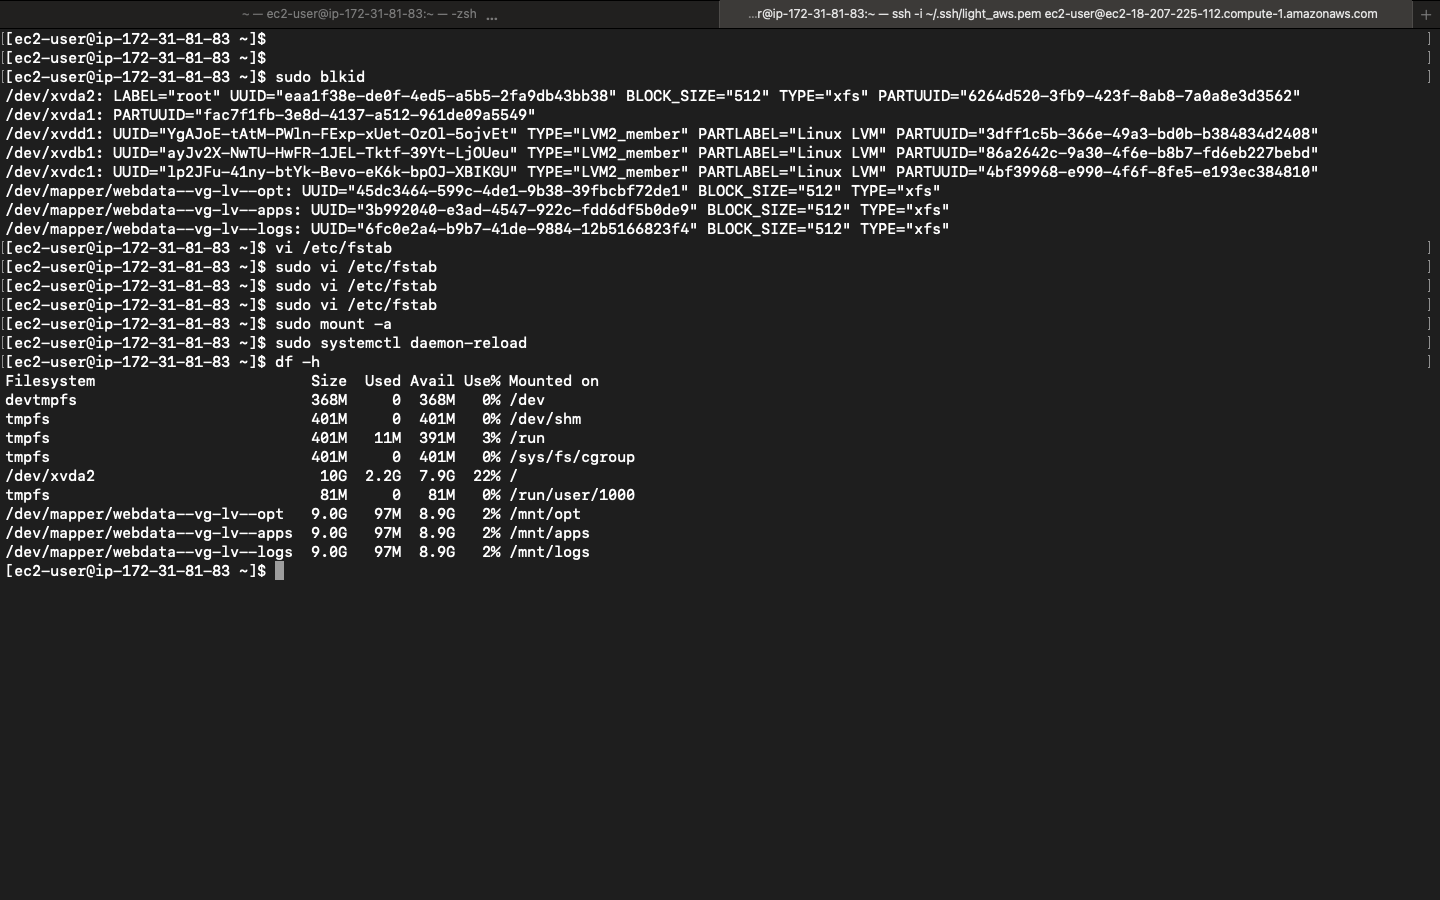 ~ — ec2-user@ip-172-31-81-83:~ — -zsh ...
...r@ip-172-31-81-83:~ — ssh -i ~/.ssh/light_aws.pem ec2-user@ec2-18-207-225-112.compute-1.amazonaws.com +
[[ec2-user@ip-172-31-81-83 ~]$ ]
[[ec2-user@ip-172-31-81-83 ~]$ ]
[[ec2-user@ip-172-31-81-83 ~]$ sudo blkid ]
/dev/xvda2: LABEL="root" UUID="eaa1f38e-de0f-4ed5-a5b5-2fa9db43bb38" BLOCK_SIZE="512" TYPE="xfs" PARTUUID="6264d520-3fb9-423f-8ab8-7a0a8e3d3562"
/dev/xvda1: PARTUUID="fac7f1fb-3e8d-4137-a512-961de09a5549"
/dev/xvdd1: UUID="YgAJoE-tAtM-PWln-FExp-xUet-OzOl-5ojvEt" TYPE="LVM2_member" PARTLABEL="Linux LVM" PARTUUID="3dff1c5b-366e-49a3-bd0b-b384834d2408"
/dev/xvdb1: UUID="ayJv2X-NwTU-HwFR-1JEL-Tktf-39Yt-LjOUeu" TYPE="LVM2_member" PARTLABEL="Linux LVM" PARTUUID="86a2642c-9a30-4f6e-b8b7-fd6eb227bebd"
/dev/xvdc1: UUID="lp2JFu-41ny-btYk-Bevo-eK6k-bpOJ-XBIKGU" TYPE="LVM2_member" PARTLABEL="Linux LVM" PARTUUID="4bf39968-e990-4f6f-8fe5-e193ec384810"
/dev/mapper/webdata--vg-lv--opt: UUID="45dc3464-599c-4de1-9b38-39fbcbf72de1" BLOCK_SIZE="512" TYPE="xfs"
/dev/mapper/webdata--vg-lv--apps: UUID="3b992040-e3ad-4547-922c-fdd6df5b0de9" BLOCK_SIZE="512" TYPE="xfs"
/dev/mapper/webdata--vg-lv--logs: UUID="6fc0e2a4-b9b7-41de-9884-12b5166823f4" BLOCK_SIZE="512" TYPE="xfs"
[[ec2-user@ip-172-31-81-83 ~]$ vi /etc/fstab ]
[[ec2-user@ip-172-31-81-83 ~]$ sudo vi /etc/fstab ]
[[ec2-user@ip-172-31-81-83 ~]$ sudo vi /etc/fstab ]
[[ec2-user@ip-172-31-81-83 ~]$ sudo vi /etc/fstab ]
[[ec2-user@ip-172-31-81-83 ~]$ sudo mount -a ]
[[ec2-user@ip-172-31-81-83 ~]$ sudo systemctl daemon-reload ]
[[ec2-user@ip-172-31-81-83 ~]$ df -h ]
Filesystem                        Size  Used Avail Use% Mounted on
devtmpfs                          368M     0  368M   0% /dev
tmpfs                             401M     0  401M   0% /dev/shm
tmpfs                             401M   11M  391M   3% /run
tmpfs                             401M     0  401M   0% /sys/fs/cgroup
/dev/xvda2                         10G  2.2G  7.9G  22% /
tmpfs                              81M     0   81M   0% /run/user/1000
/dev/mapper/webdata--vg-lv--opt   9.0G   97M  8.9G   2% /mnt/opt
/dev/mapper/webdata--vg-lv--apps  9.0G   97M  8.9G   2% /mnt/apps
/dev/mapper/webdata--vg-lv--logs  9.0G   97M  8.9G   2% /mnt/logs
[ec2-user@ip-172-31-81-83 ~]$